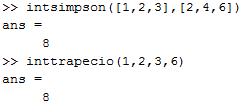 >> intsimpson([1,2,3],[2,4,6])
ans =
8
>> inttrapecio(1,2,3,6)
ans =
8